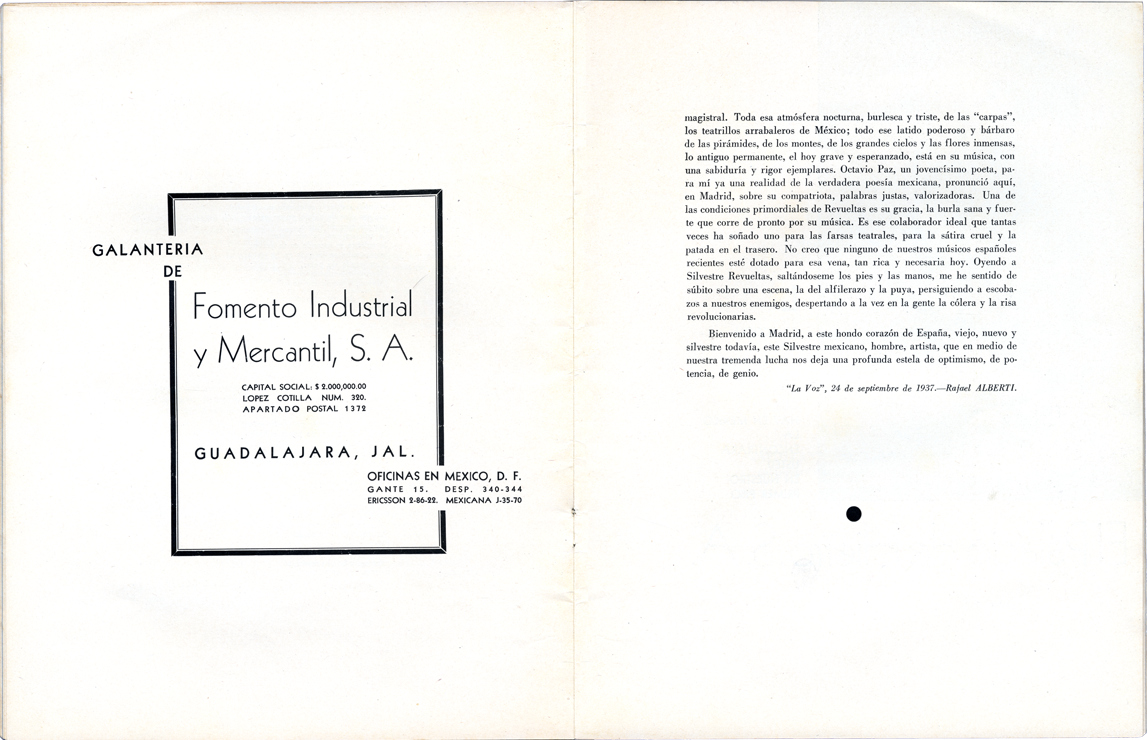 GALANTERIA
DE
Fomento Industrial
y Mercantil, S. A.
CAPITAL SOCIAL: $ 2.000,000.00
LOPEZ COTILLA NUM. 320.
APARTADO POSTAL 1372
GUADALAJARA, JAL.
OFICINAS EN MEXICO, D. F.
GANTE 15. DESP. 340-344
ERICSSON 2-86-22. MEXICANA J-35-70
magistral. Toda esa atmósfera nocturna, burlesca y triste, de las “carpas”,
los teatrillos arrabaleros de México; todo ese latido poderoso y bárbaro
de las pirámides, de los montes, de los grandes cielos y las flores inmensas,
lo antiguo permanente, el hoy grave y esperanzado, está en su música, con
una sabiduría y rigor ejemplares. Octavio Paz, un jovencísimo poeta, pa-
ra mí ya una realidad de la verdadera poesía mexicana, pronunció aquí,
en Madrid, sobre su compatriota, palabras justas, valorizadoras. Una de
las condiciones primordiales de Revueltas es su gracia, la burla sana y fuer-
te que corre de pronto por su música. Es ese colaborador ideal que tantas
veces ha soñado uno para las farsas teatrales, para la sátira cruel y la
patada en el trasero. No creo que ninguno de nuestros músicos españoles
recientes esté dotado para esa vena, tan rica y necesaria hoy. Oyendo a
Silvestre Revueltas, saltándoseme los pies y las manos, me he sentido de
súbito sobre una escena, la del alfilerazo y la puya, persiguiendo a escoba-
zos a nuestros enemigos, despertando a la vez en la gente la cólera y la risa
revolucionarias.
Bienvenido a Madrid, a este hondo corazón de España, viejo, nuevo y
silvestre todavía, este Silvestre mexicano, hombre, artista, que en medio de
nuestra tremenda lucha nos deja una profunda estela de optimismo, de po-
tencia, de genio.
“La Voz”, 24 de septiembre de 1937.—Rafael ALBERTI.